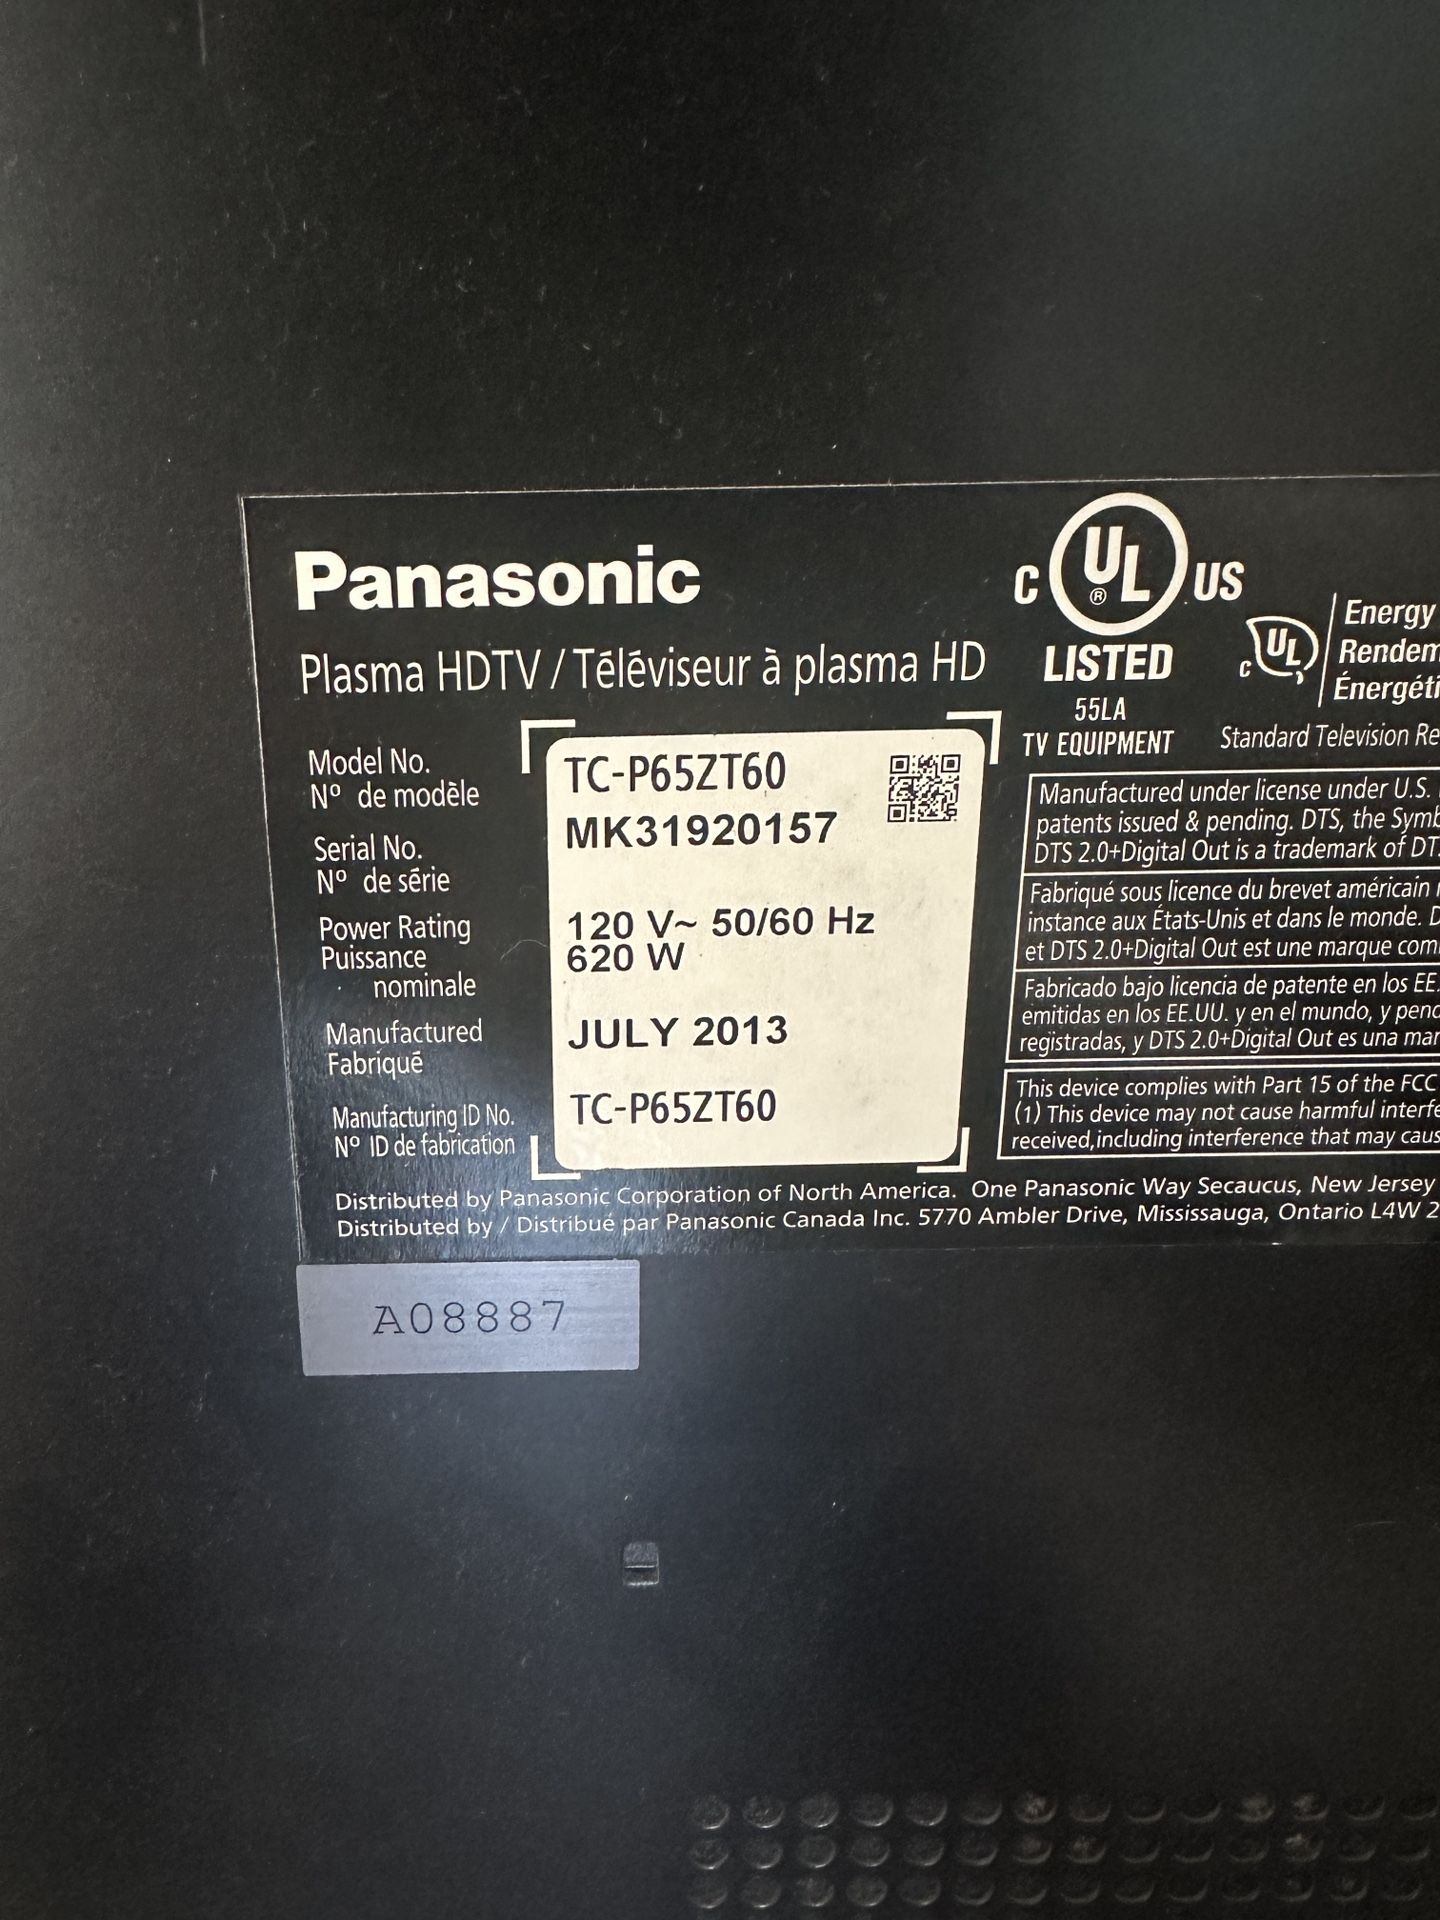 Panasonic
Plasma HDTV / Téléviseur à plasma HD
C UL® US
LISTED
55LA
TV EQUIPMENT
C UL
Energy
Rendem
Énergéti
Standard Television Re
Model No.
Nº de modèle
TC-P65ZT60
Serial No.
Nº de série
MK31920157
Power Rating
Puissance
nominale
120 V~ 50/60 Hz
620 W
Manufactured
Fabriqué
JULY 2013
Manufacturing ID No.
Nº ID de fabrication
TC-P65ZT60
Manufactured under license under U.S.
patents issued & pending. DTS, the Symb
DTS 2.0+Digital Out is a trademark of DT
Fabriqué sous licence du brevet américain
instance aux États-Unis et dans le monde. D
et DTS 2.0+Digital Out est une marque com
Fabricado bajo licencia de patente en los EE.
emitidas en los EE.UU. y en el mundo, y pend
registradas, y DTS 2.0+Digital Out es una mar
This device complies with Part 15 of the FCC
(1) This device may not cause harmful interfe
received,including interference that may caus
Distributed by Panasonic Corporation of North America. One Panasonic Way Secaucus, New Jersey
Distributed by / Distribué par Panasonic Canada Inc. 5770 Ambler Drive, Mississauga, Ontario L4W 2
A08887